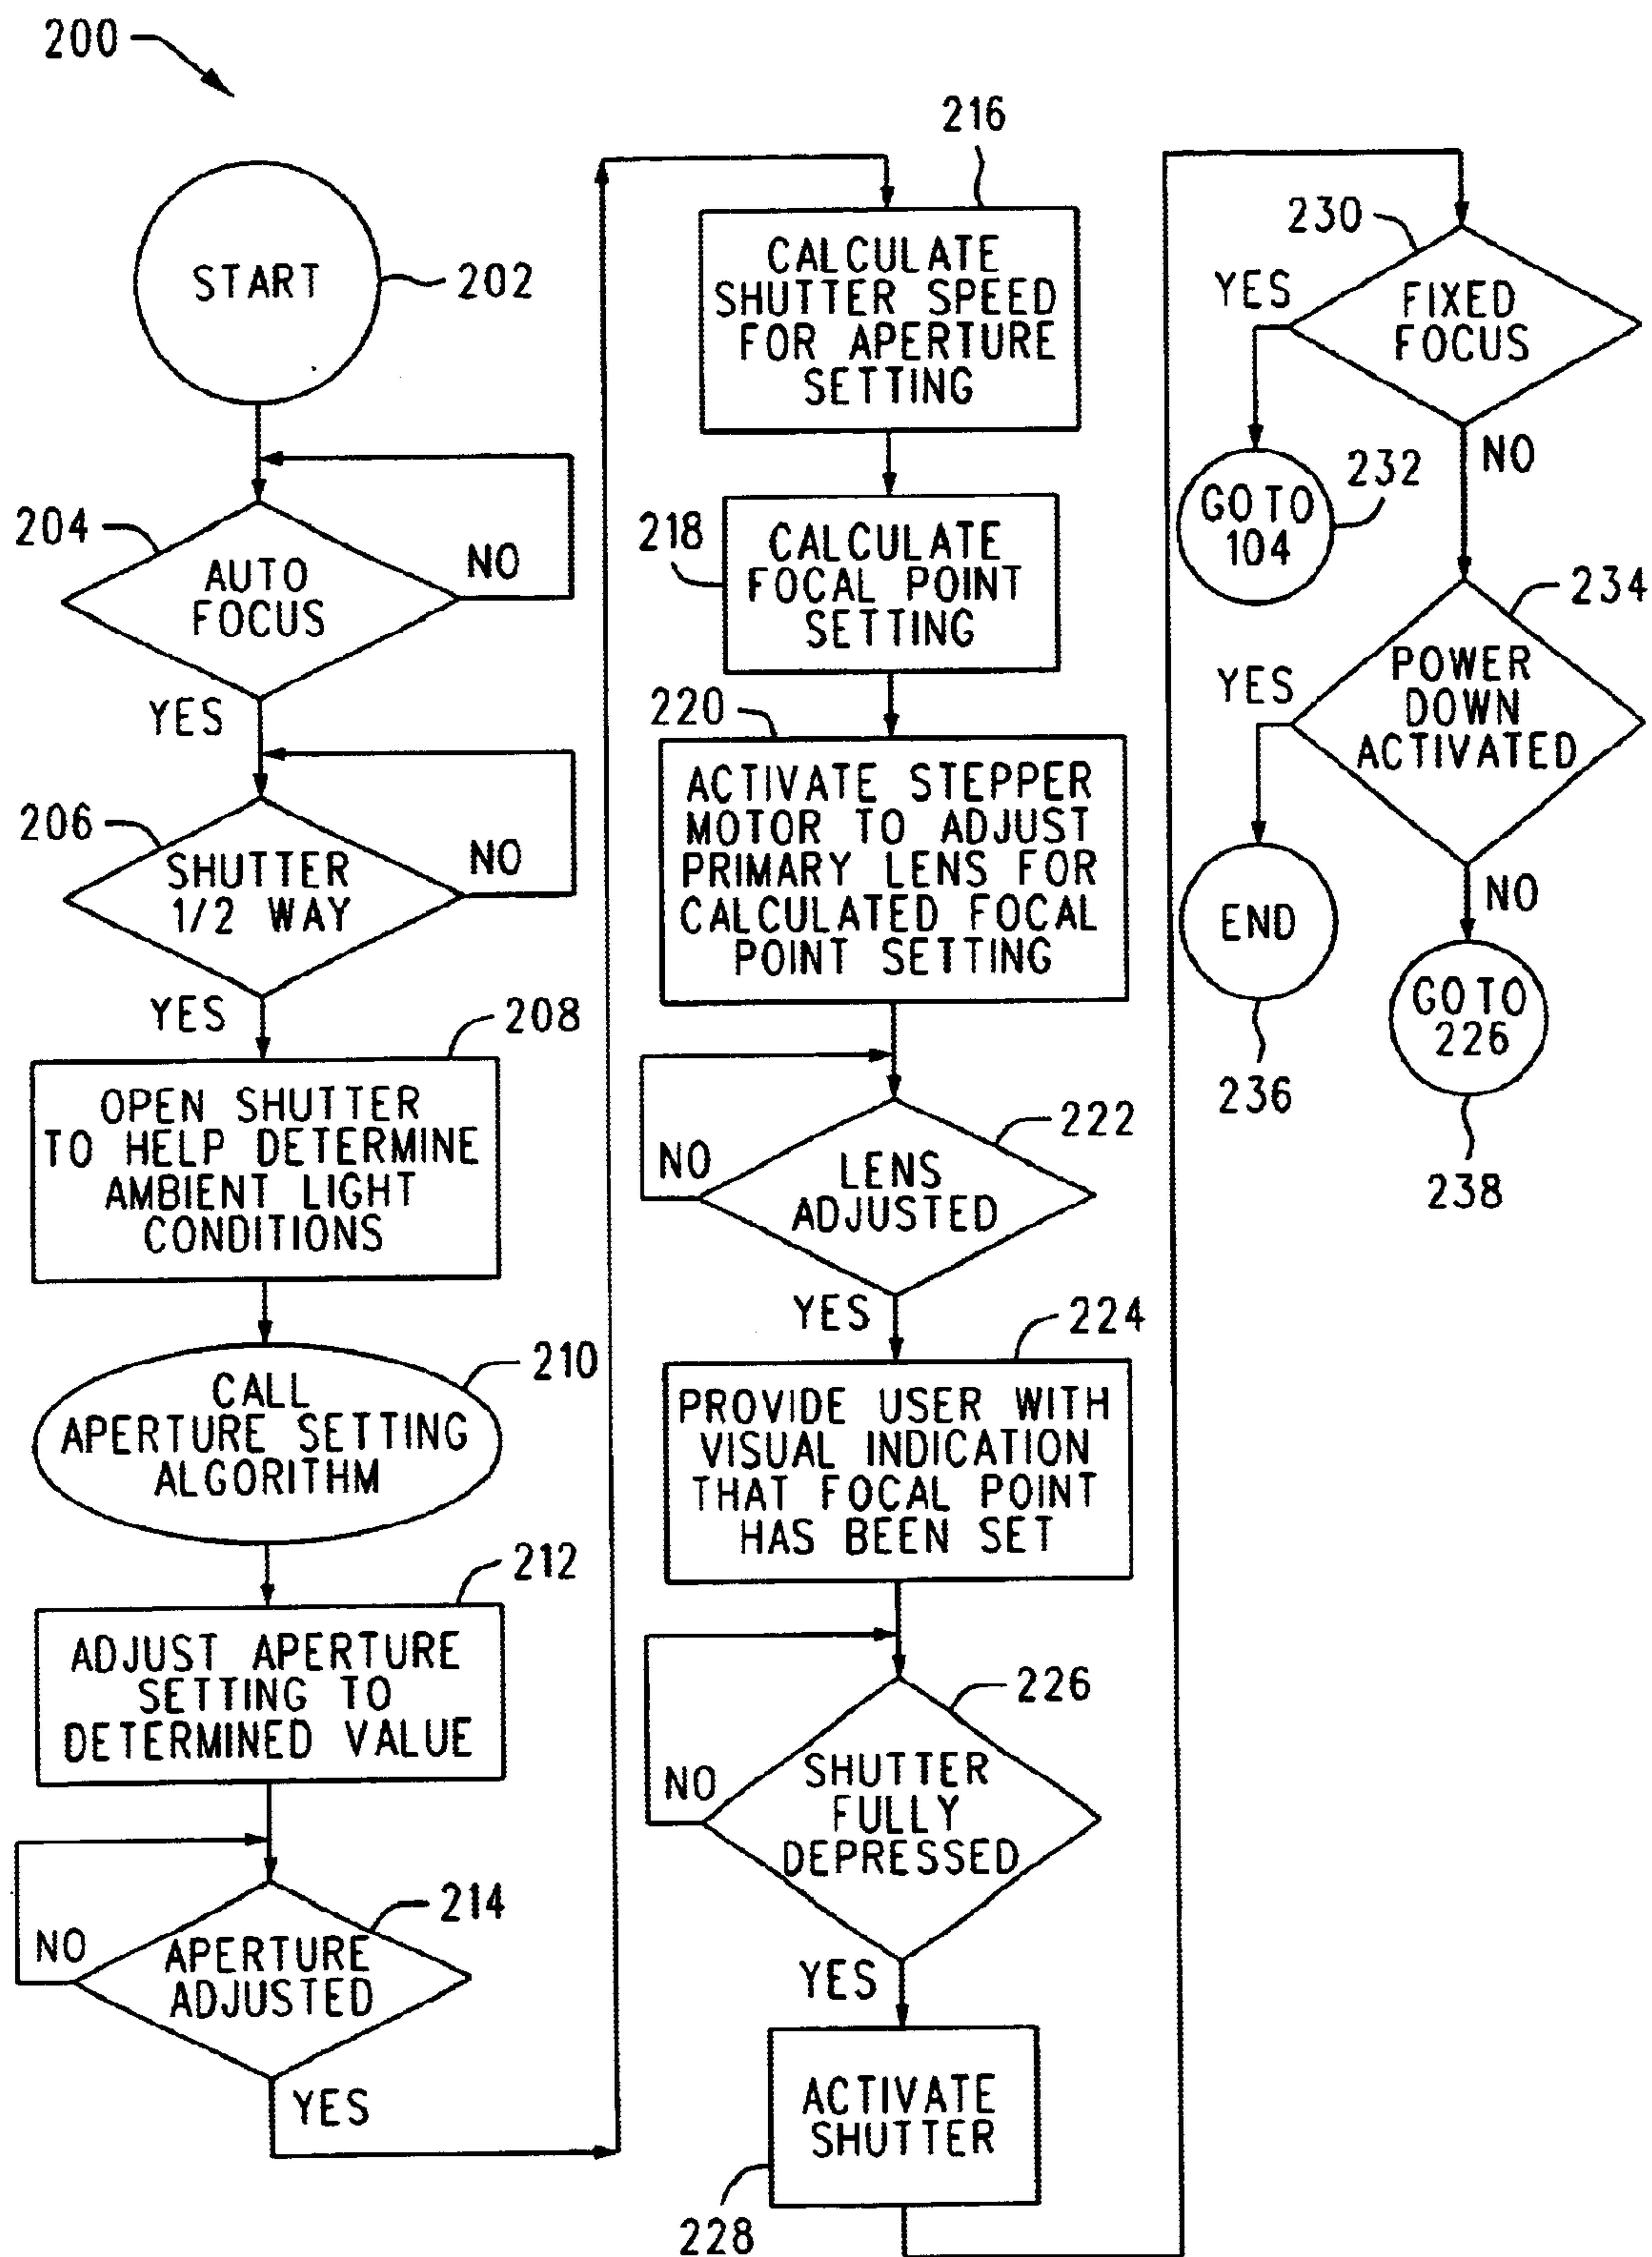 200
START
202
204
AUTO
FOCUS
NO
YES
206
SHUTTER
1/2 WAY
NO
YES
208
OPEN SHUTTER
TO HELP DETERMINE
AMBIENT LIGHT
CONDITIONS
210
CALL
APERTURE SETTING
ALGORITHM
212
ADJUST APERTURE
SETTING TO
DETERMINED VALUE
214
NO
APERTURE
ADJUSTED
YES
216
CALCULATE
SHUTTER SPEED
FOR APERTURE
SETTING
218
CALCULATE
FOCAL POINT
SETTING
220
ACTIVATE STEPPER
MOTOR TO ADJUST
PRIMARY LENS FOR
CALCULATED FOCAL
POINT SETTING
222
NO
LENS
ADJUSTED
YES
224
PROVIDE USER WITH
VISUAL INDICATION
THAT FOCAL POINT
HAS BEEN SET
226
NO
SHUTTER
FULLY
DEPRESSED
YES
ACTIVATE
SHUTTER
228
230
YES
FIXED
FOCUS
NO
232
GO TO
104
234
YES
POWER
DOWN
ACTIVATED
NO
END
236
GO TO
226
238